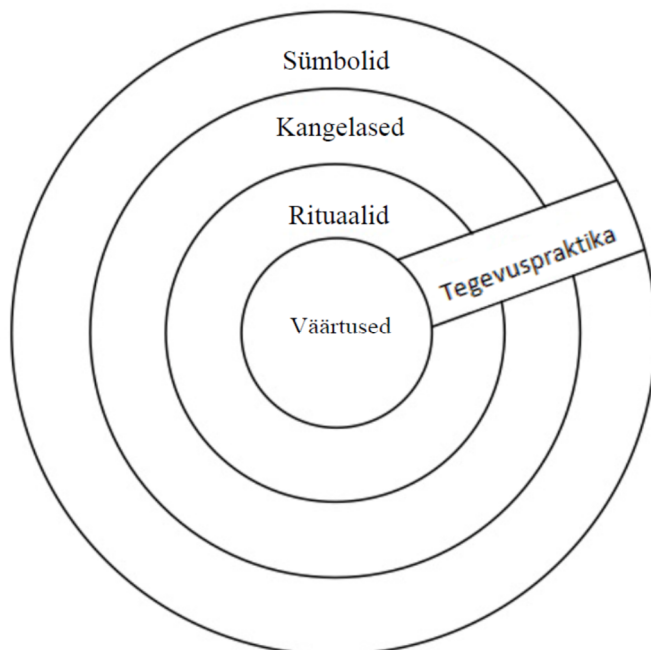 Sümbolid
Kangelased
Rituaalid
Tegevuspraktika
Väärtused